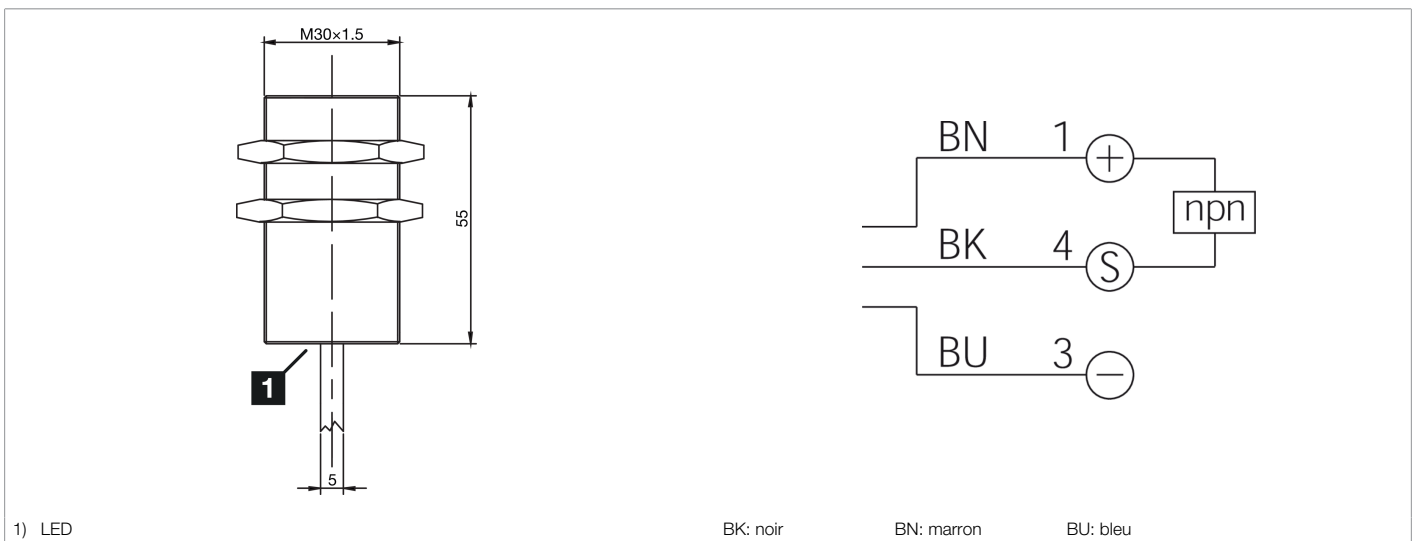 M30×1.5
55
1
5
BN 1 +
npn
BK 4 S
BU 3 −
1) LED
BK: noir BN: marron BU: bleu